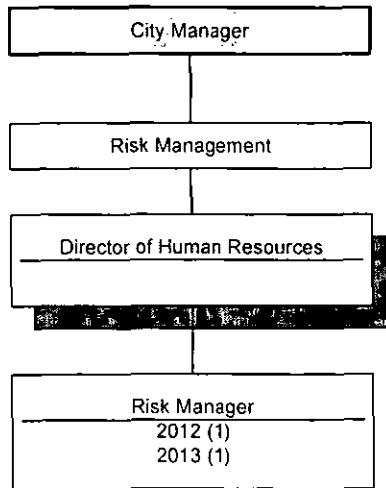 City Manager
Risk Management
Director of Human Resources
Risk Manager
2012 (1)
2013 (1)